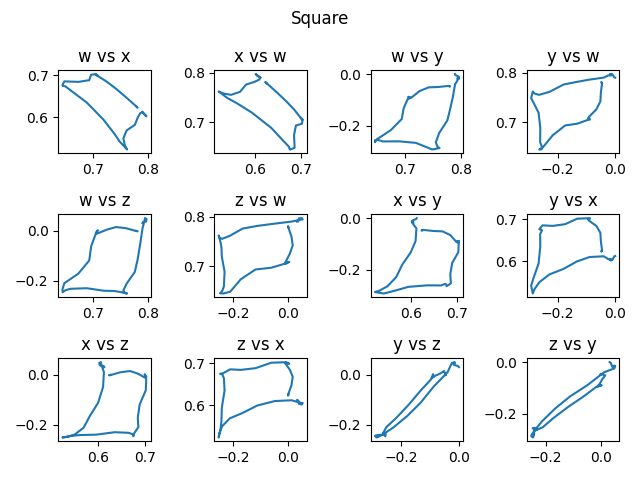 Square
w vs x x vs w w vs y y vs w
0.7 0.6 0.7 0.8
0.8 0.7 0.6 0.7
0.0 −0.2 0.7 0.8
0.8 0.7 −0.2 0.0
w vs z z vs w x vs y y vs x
0.0 −0.2 0.7 0.8
0.8 0.7 −0.2 0.0
0.0 −0.2 0.6 0.7
0.7 0.6 −0.2 0.0
x vs z z vs x y vs z z vs y
0.0 −0.2 0.6 0.7
0.7 0.6 −0.2 0.0
0.0 −0.2 −0.2 0.0
0.0 −0.2 −0.2 0.0